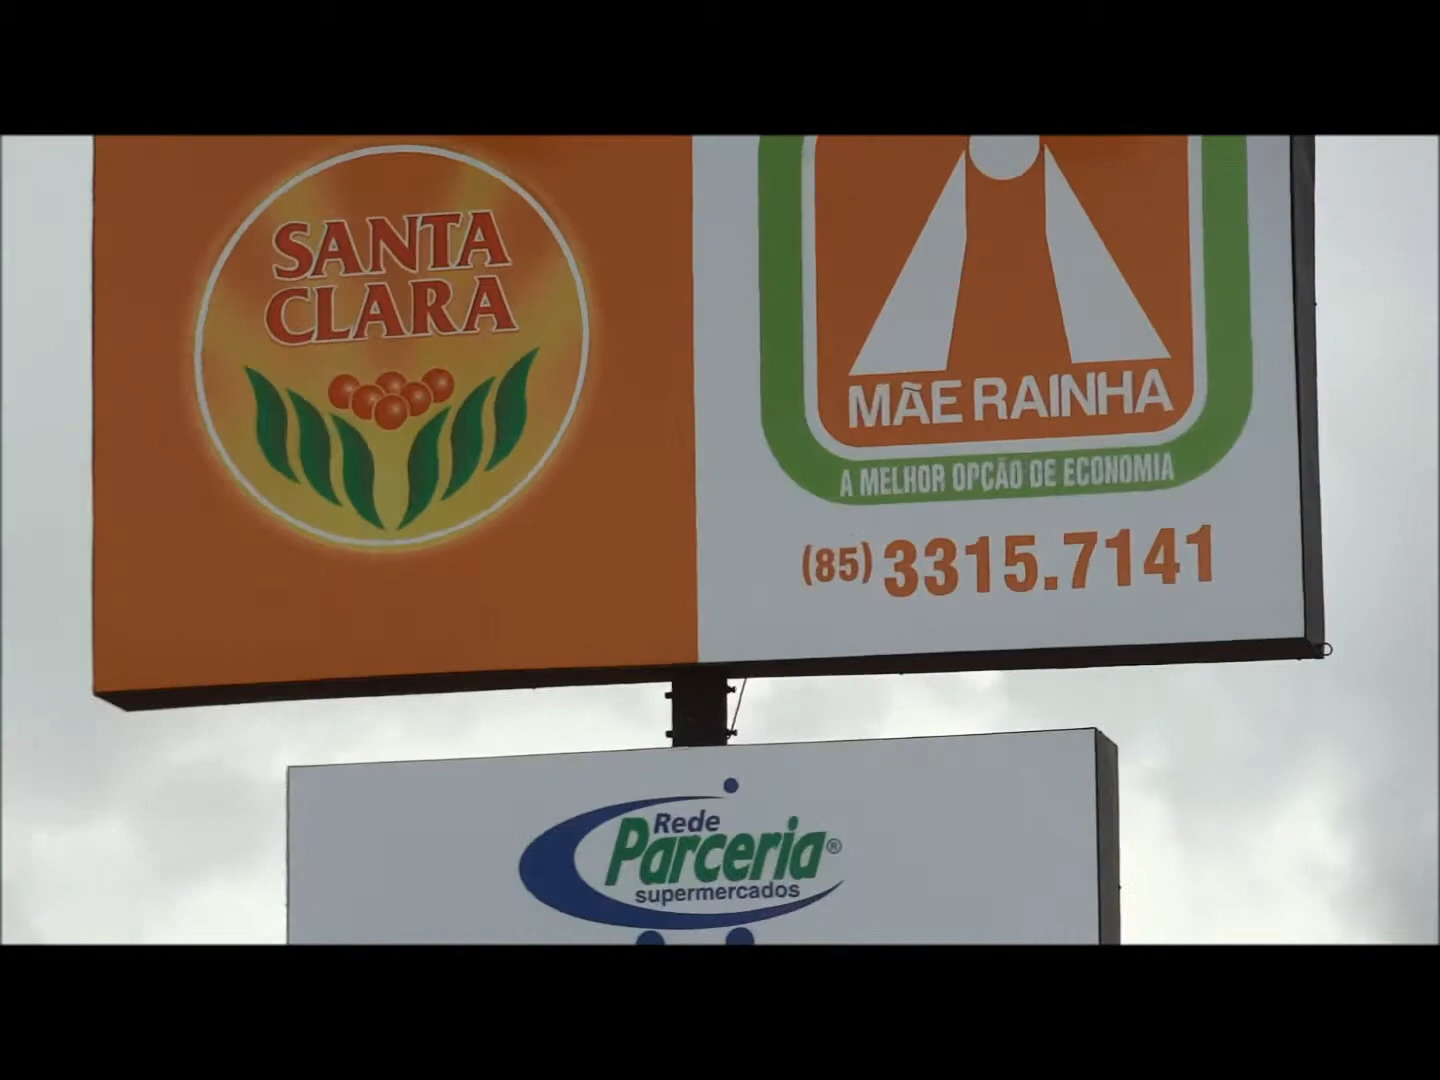 SANTA
CLARA
MÃE RAINHA
A MELHOR OPÇÃO DE ECONOMIA
(85) 3315.7141
Rede
Parceria®
supermercados